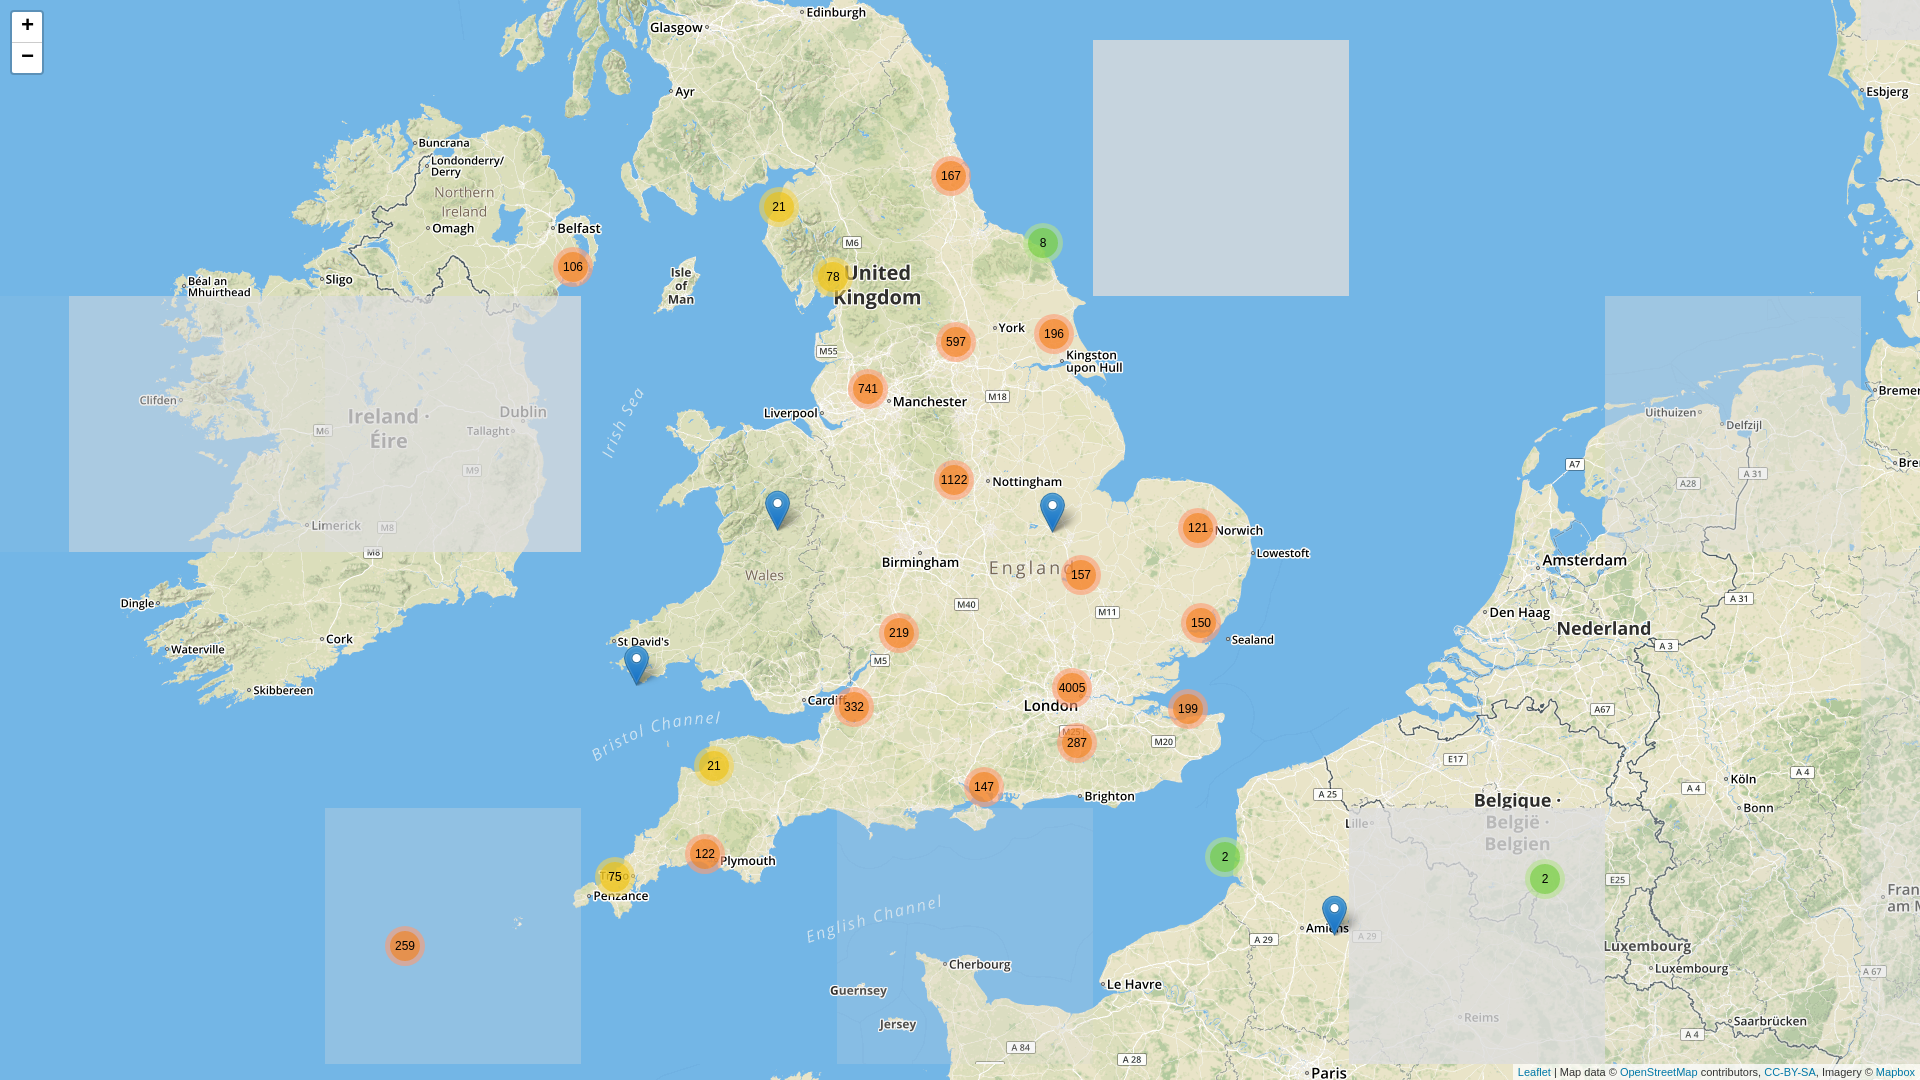 +
−
Edinburgh
Glasgow
Ayr
Esbjerg
Buncrana
Londonderry/
Derry
167
Northern
Ireland
21
Omagh
Belfast
M6
8
106
Isle
of
Man
78
United
Kingdom
Sligo
Béal an
Mhuirthead
York
196
597
M55
Kingston
upon Hull
741
Manchester
M18
Liverpool
Clifden
Ireland ·
Éire
Dublin
Tallaght
M6
M9
Irish Sea
Uithuizen
Delfzijl
A 31
A28
A7
1122
Nottingham
Limerick
M8
M8
121
Norwich
Lowestoft
Birmingham
England
157
Wales
Amsterdam
Dingle
M40
M11
A 31
Den Haag
150
219
Nederland
Cork
St David's
Sealand
A 3
Waterville
M5
Skibbereen
4005
Cardiff
332
London
199
A67
Bristol Channel
M25
287
M20
E17
21
147
Brighton
Köln
A 4
A 4
Bonn
A 25
Belgique ·
België ·
Belgien
Lille
122
Plymouth
2
75
Penzance
2
E25
English Channel
Amiens
A 29
A 29
259
Luxembourg
Luxembourg
A 67
Cherbourg
Le Havre
Guernsey
Jersey
Reims
Saarbrücken
A 4
A 84
A 28
Paris
Leaflet | Map data © OpenStreetMap contributors, CC-BY-SA, Imagery © Mapbox